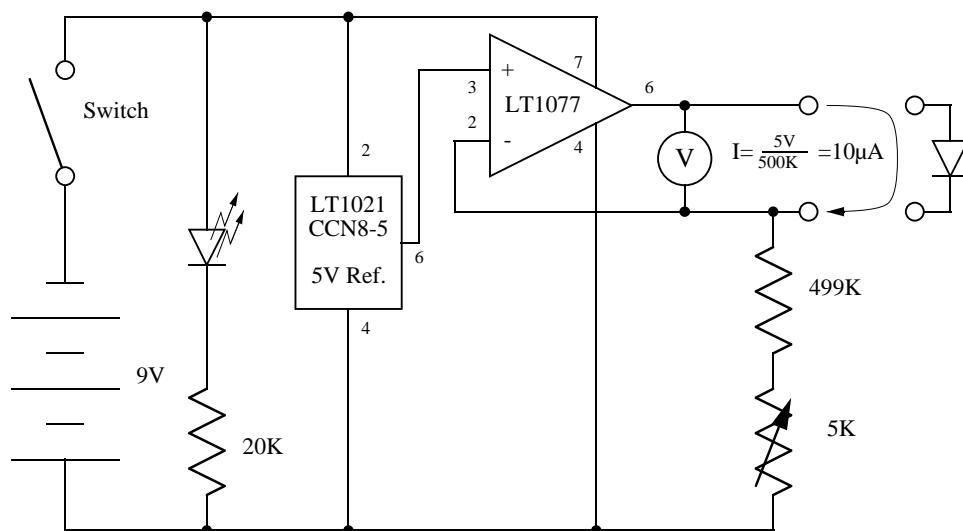 Switch
9V
20K
2
LT1021
CCN8-5
5V Ref.
6
4
+
3
LT1077
2
-
7
4
6
V
I= 5V/500K =10µA
499K
5K